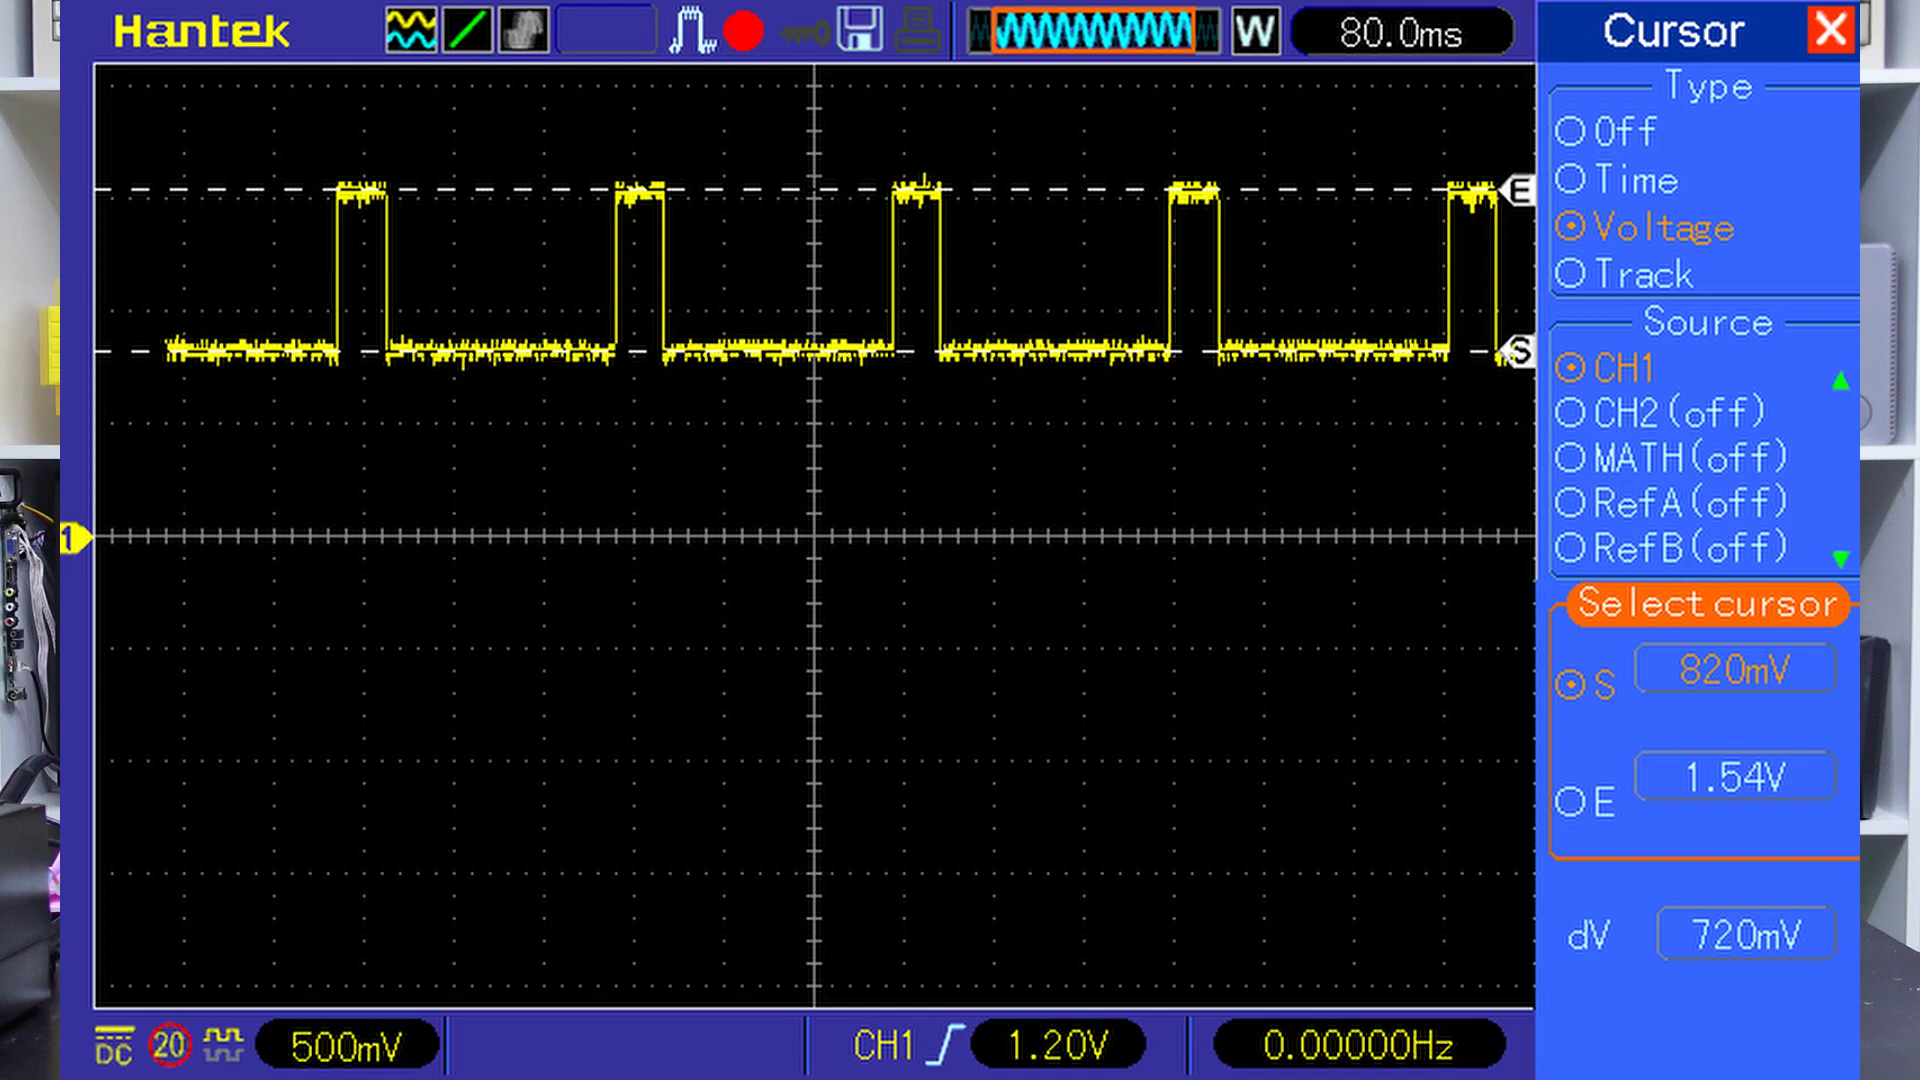 Hantek
W
80.0ms
Cursor
Type
Off
Time
Voltage
Track
E
S
Source
CH1
CH2(off)
MATH(off)
RefA(off)
RefB(off)
1
Select cursor
S 820mV
E 1.54V
dV 720mV
DC 20 500mV CH1 1.20V 0.00000Hz